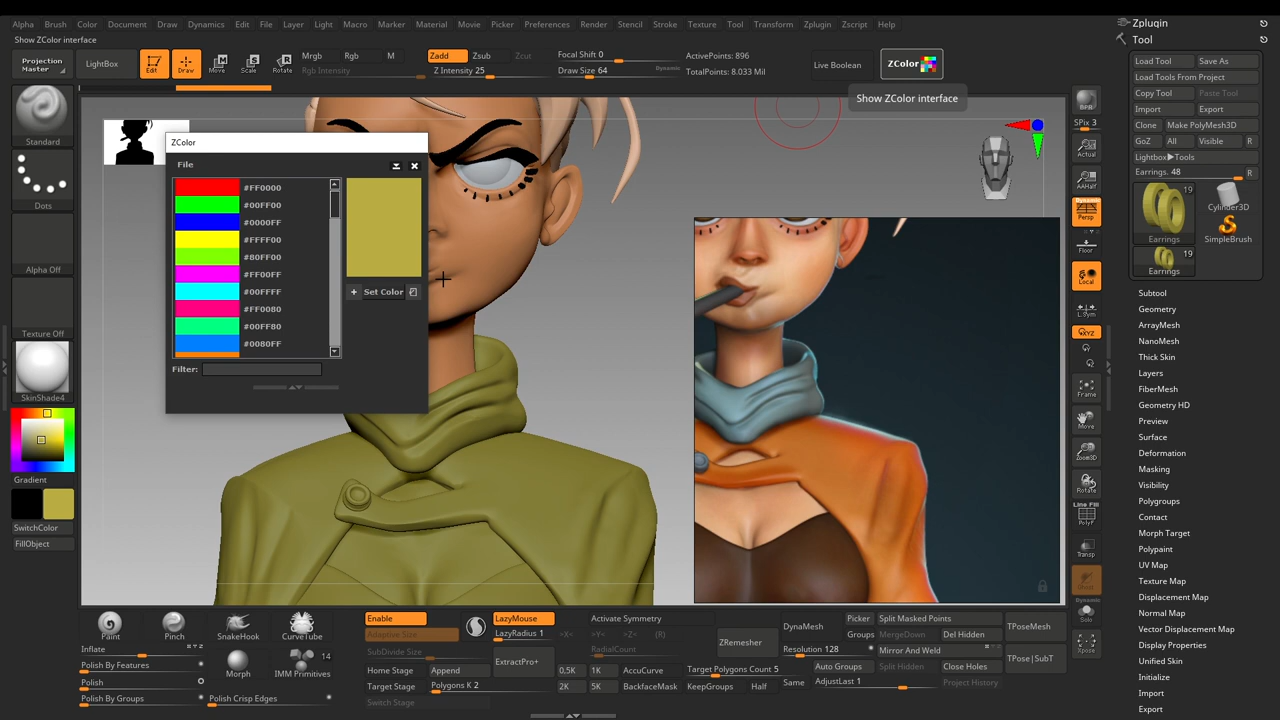 Alpha Brush Color Document Draw Dynamics Edit File Layer Light Macro Marker Material Movie Picker Preferences Render Stencil Stroke Texture Tool Transform Zplugin Zscript Help
Zplugin
Show ZColor interface
Tool
Projection Master
LightBox
Edit
Draw
Move
Scale
Rotate
Mrgb Rgb M
Rgb Intensity
Zadd Zsub Zcut
Z Intensity 25
Focal Shift 0
Draw Size 64
Dynamic
ActivePoints: 896
TotalPoints: 8.033 Mil
Live Boolean
ZColor
Show ZColor interface
Load Tool Save As
Load Tools From Project
Copy Tool Paste Tool
Import Export
Clone Make PolyMesh3D
GoZ All Visible R
Lightbox▶Tools
Earrings. 48 R
19
Earrings
Cylinder3D
SimpleBrush
19
Earrings
Subtool
Geometry
ArrayMesh
NanoMesh
Thick Skin
Layers
FiberMesh
Geometry HD
Preview
Surface
Deformation
Masking
Visibility
Polygroups
Contact
Morph Target
Polypaint
UV Map
Texture Map
Displacement Map
Normal Map
Vector Displacement Map
Display Properties
Unified Skin
Initialize
Import
Export
Standard
Dots
Alpha Off
Texture Off
SkinShade4
Gradient
SwitchColor
FillObject
ZColor
File
#FF0000
#00FF00
#0000FF
#FFFF00
#80FF00
#FF00FF
#00FFFF
#FF0080
#00FF80
#0080FF
+ Set Color
Filter:
BPR
SPix 3
Actual
AAHalf
Dynamic
Persp
Floor
Local
L.Sym
XYZ
Frame
Move
Zoom3D
Rotate
Line Fill
PolyF
Transp
Dynamic
Solo
Xpose
Paint
Pinch
SnakeHook
CurveTube
Inflate
Polish By Features
Polish
Polish By Groups
Morph
14
IMM Primitives
Polish Crisp Edges
Enable
Adaptive Size
SubDivide Size
Home Stage Append
Target Stage Polygons K 2
Switch Stage
LazyMouse
LazyRadius 1
ExtractPro+
Activate Symmetry
>X< >Y< >Z< (R)
RadialCount
0.5K 1K AccuCurve
2K 5K BackfaceMask
ZRemesher
Target Polygons Count 5
KeepGroups Half Same
DynaMesh
Resolution 128
Auto Groups
AdjustLast 1
Picker
Groups
Split Masked Points
MergeDown Del Hidden
Mirror And Weld
Split Hidden Close Holes
Project History
TPoseMesh
TPose|SubT